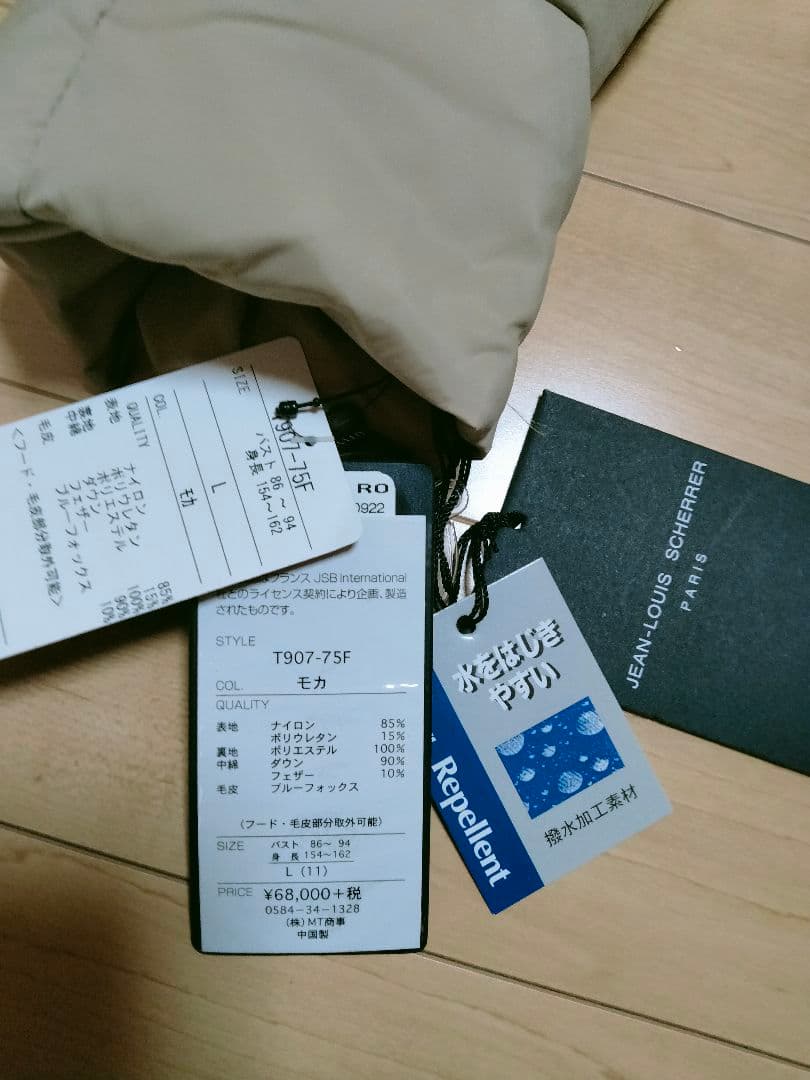 SIZE
T907-75F
バスト 86 ~ 94
身長 154~162
L
COL
モカ
QUALITY
表地 ナイロン 85%
ポリウレタン 15%
裏地 ポリエステル 100%
中綿 ダウン 90%
フェザー 10%
毛皮 ブルーフォックス
<フード・毛皮部分取外可能>
RO
0922
フランス JSB International
とのライセンス契約により企画、製造
されたものです。
STYLE
T907-75F
COL. モカ
QUALITY
表地 ナイロン 85%
ポリウレタン 15%
裏地 ポリエステル 100%
中綿 ダウン 90%
フェザー 10%
毛皮 ブルーフォックス
(フード・毛皮部分取外可能)
SIZE バスト 86~ 94
身 長 154~162
L (11)
PRICE ¥68,000+税
0584-34-1328
(株)MT商事
中国製
水をはじき
やすい
Repellent
撥水加工素材
JEAN-LOUIS SCHERRER
PARIS